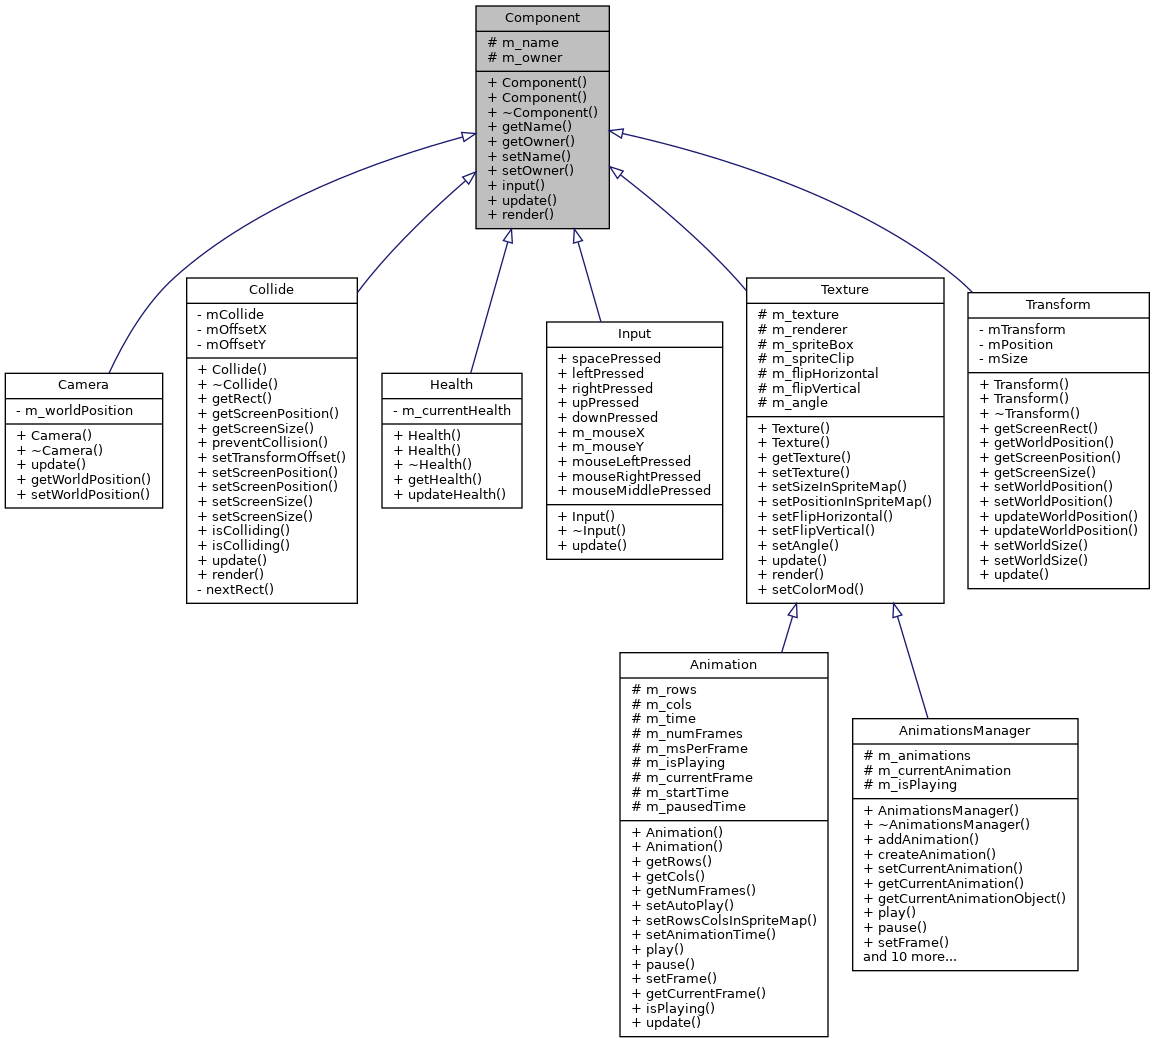 Component
# m_name
# m_owner
+ Component()
+ Component()
+ ~Component()
+ getName()
+ getOwner()
+ setName()
+ setOwner()
+ input()
+ update()
+ render()
Camera
- m_worldPosition
+ Camera()
+ ~Camera()
+ update()
+ getWorldPosition()
+ setWorldPosition()
Collide
- mCollide
- mOffsetX
- mOffsetY
+ Collide()
+ ~Collide()
+ getRect()
+ getScreenPosition()
+ getScreenSize()
+ preventCollision()
+ setTransformOffset()
+ setScreenPosition()
+ setScreenPosition()
+ setScreenSize()
+ setScreenSize()
+ isColliding()
+ isColliding()
+ update()
+ render()
- nextRect()
Health
- m_currentHealth
+ Health()
+ Health()
+ ~Health()
+ getHealth()
+ updateHealth()
Input
+ spacePressed
+ leftPressed
+ rightPressed
+ upPressed
+ downPressed
+ m_mouseX
+ m_mouseY
+ mouseLeftPressed
+ mouseRightPressed
+ mouseMiddlePressed
+ Input()
+ ~Input()
+ update()
Texture
# m_texture
# m_renderer
# m_spriteBox
# m_spriteClip
# m_flipHorizontal
# m_flipVertical
# m_angle
+ Texture()
+ Texture()
+ getTexture()
+ setTexture()
+ setSizeInSpriteMap()
+ setPositionInSpriteMap()
+ setFlipHorizontal()
+ setFlipVertical()
+ setAngle()
+ update()
+ render()
+ setColorMod()
Transform
- mTransform
- mPosition
- mSize
+ Transform()
+ Transform()
+ ~Transform()
+ getScreenRect()
+ getWorldPosition()
+ getScreenPosition()
+ getScreenSize()
+ setWorldPosition()
+ setWorldPosition()
+ updateWorldPosition()
+ updateWorldPosition()
+ setWorldSize()
+ setWorldSize()
+ update()
Animation
# m_rows
# m_cols
# m_time
# m_numFrames
# m_msPerFrame
# m_isPlaying
# m_currentFrame
# m_startTime
# m_pausedTime
+ Animation()
+ Animation()
+ getRows()
+ getCols()
+ getNumFrames()
+ setAutoPlay()
+ setRowsColsInSpriteMap()
+ setAnimationTime()
+ play()
+ pause()
+ setFrame()
+ getCurrentFrame()
+ isPlaying()
+ update()
AnimationsManager
# m_animations
# m_currentAnimation
# m_isPlaying
+ AnimationsManager()
+ ~AnimationsManager()
+ addAnimation()
+ createAnimation()
+ setCurrentAnimation()
+ getCurrentAnimation()
+ getCurrentAnimationObject()
+ play()
+ pause()
+ setFrame()
and 10 more...